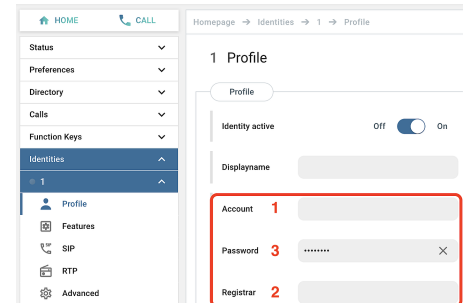 HOME CALL
Homepage → Identities → 1 → Profile
Status
Preferences
Directory
Calls
Function Keys
Identities
1
Profile
Features
SIP
RTP
Advanced
1 Profile
Profile
Identity active Off On
Displayname
Account 1
Password 3 ········
Registrar 2